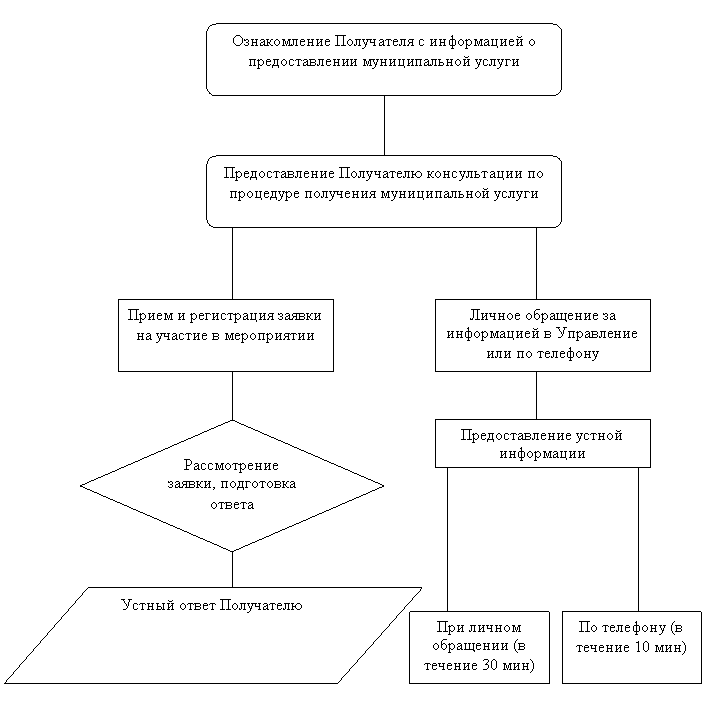 Ознакомление Получателя с информацией о
предоставлении муниципальной услуги
Предоставление Получателю консультации по
процедуре получения муниципальной услуги
Прием и регистрация заявки
на участие в мероприятии
Личное обращение за
информацией в Управление
или по телефону
Предоставление устной
информации
Рассмотрение
заявки, подготовка
ответа
Устный ответ Получателю
При личном
обращении (в
течение 30 мин)
По телефону (в
течение 10 мин)